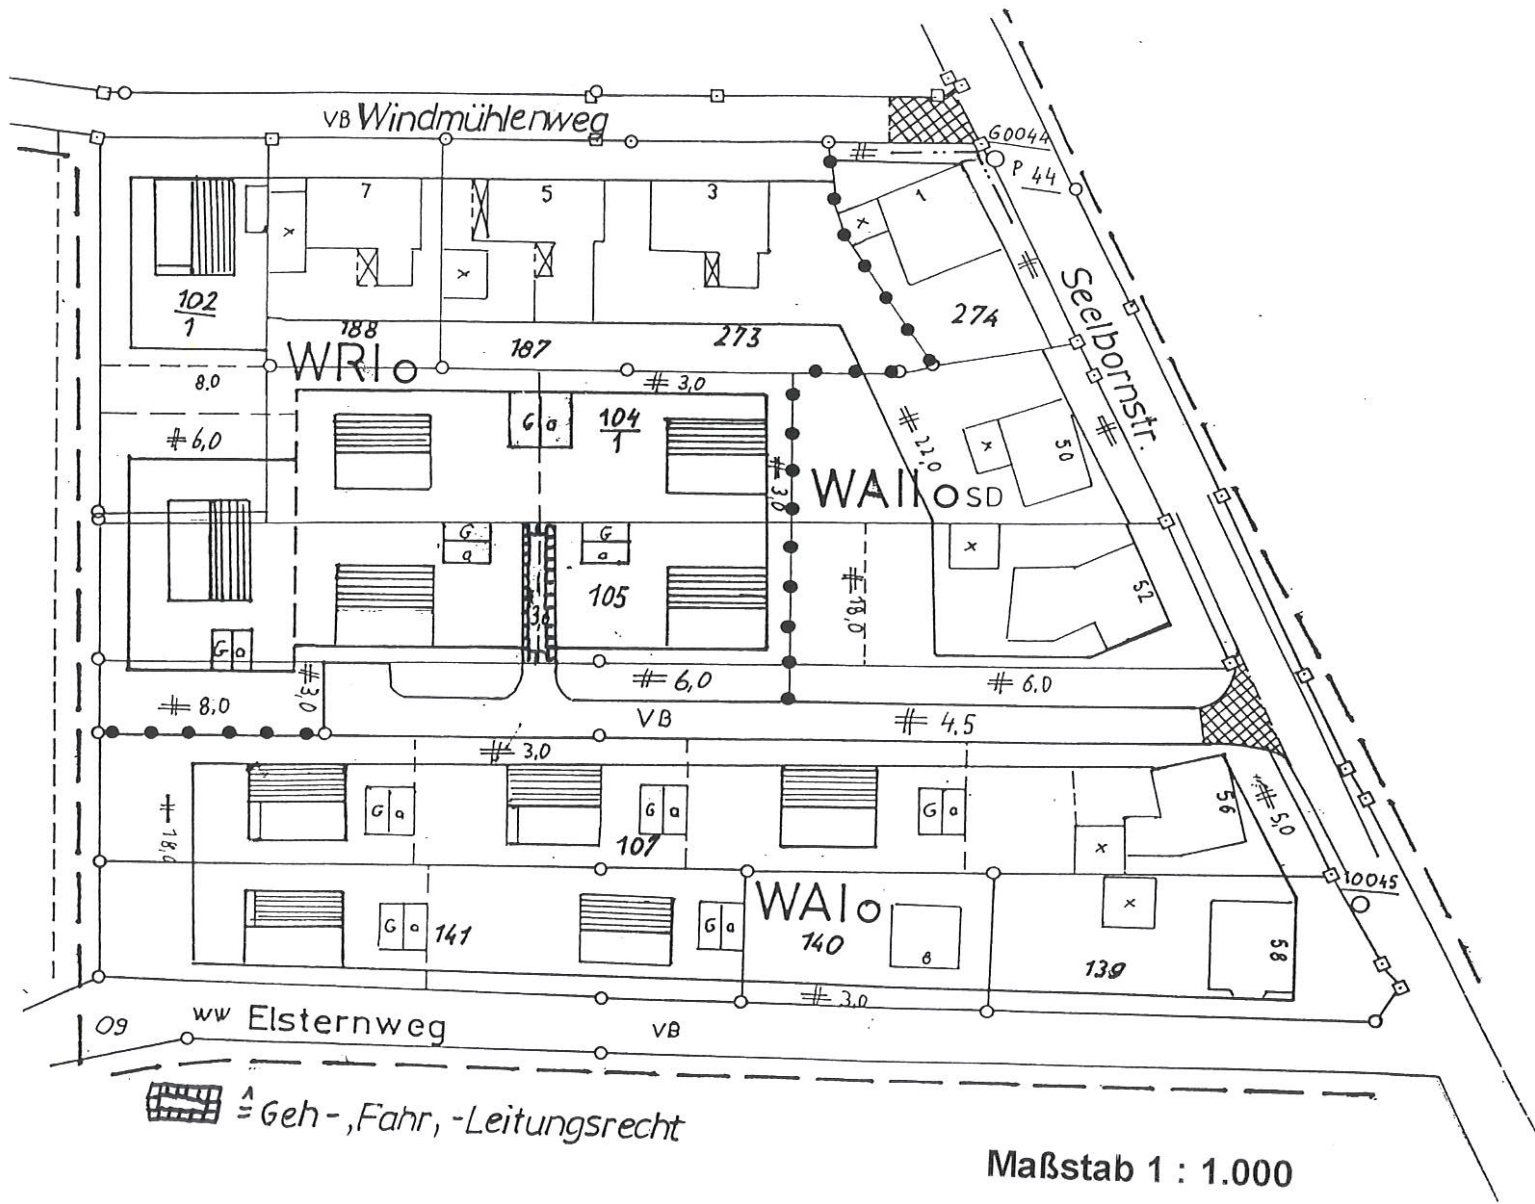 VB Windmühlenweg
G0044
P 44
7
5
3
1
x
x
x
102
1
274
Seelbornstr.
188
187
273
WRIo
8.0
3,0
6,0
G a
104
1
22,0
x
50
3,0
WAIIo SD
G
a
G
a
x
105
3,0
18,0
52
G a
6,0
6,0
8,0
3,0
VB
4.5
3,0
56
5,0
G a
G a
G a
18,0
107
x
10045
WAIo
x
G a
141
G a
140
8
139
58
3,0
09
WW Elsternweg
VB
≙ Geh-, Fahr, -Leitungsrecht
Maßstab 1 : 1.000